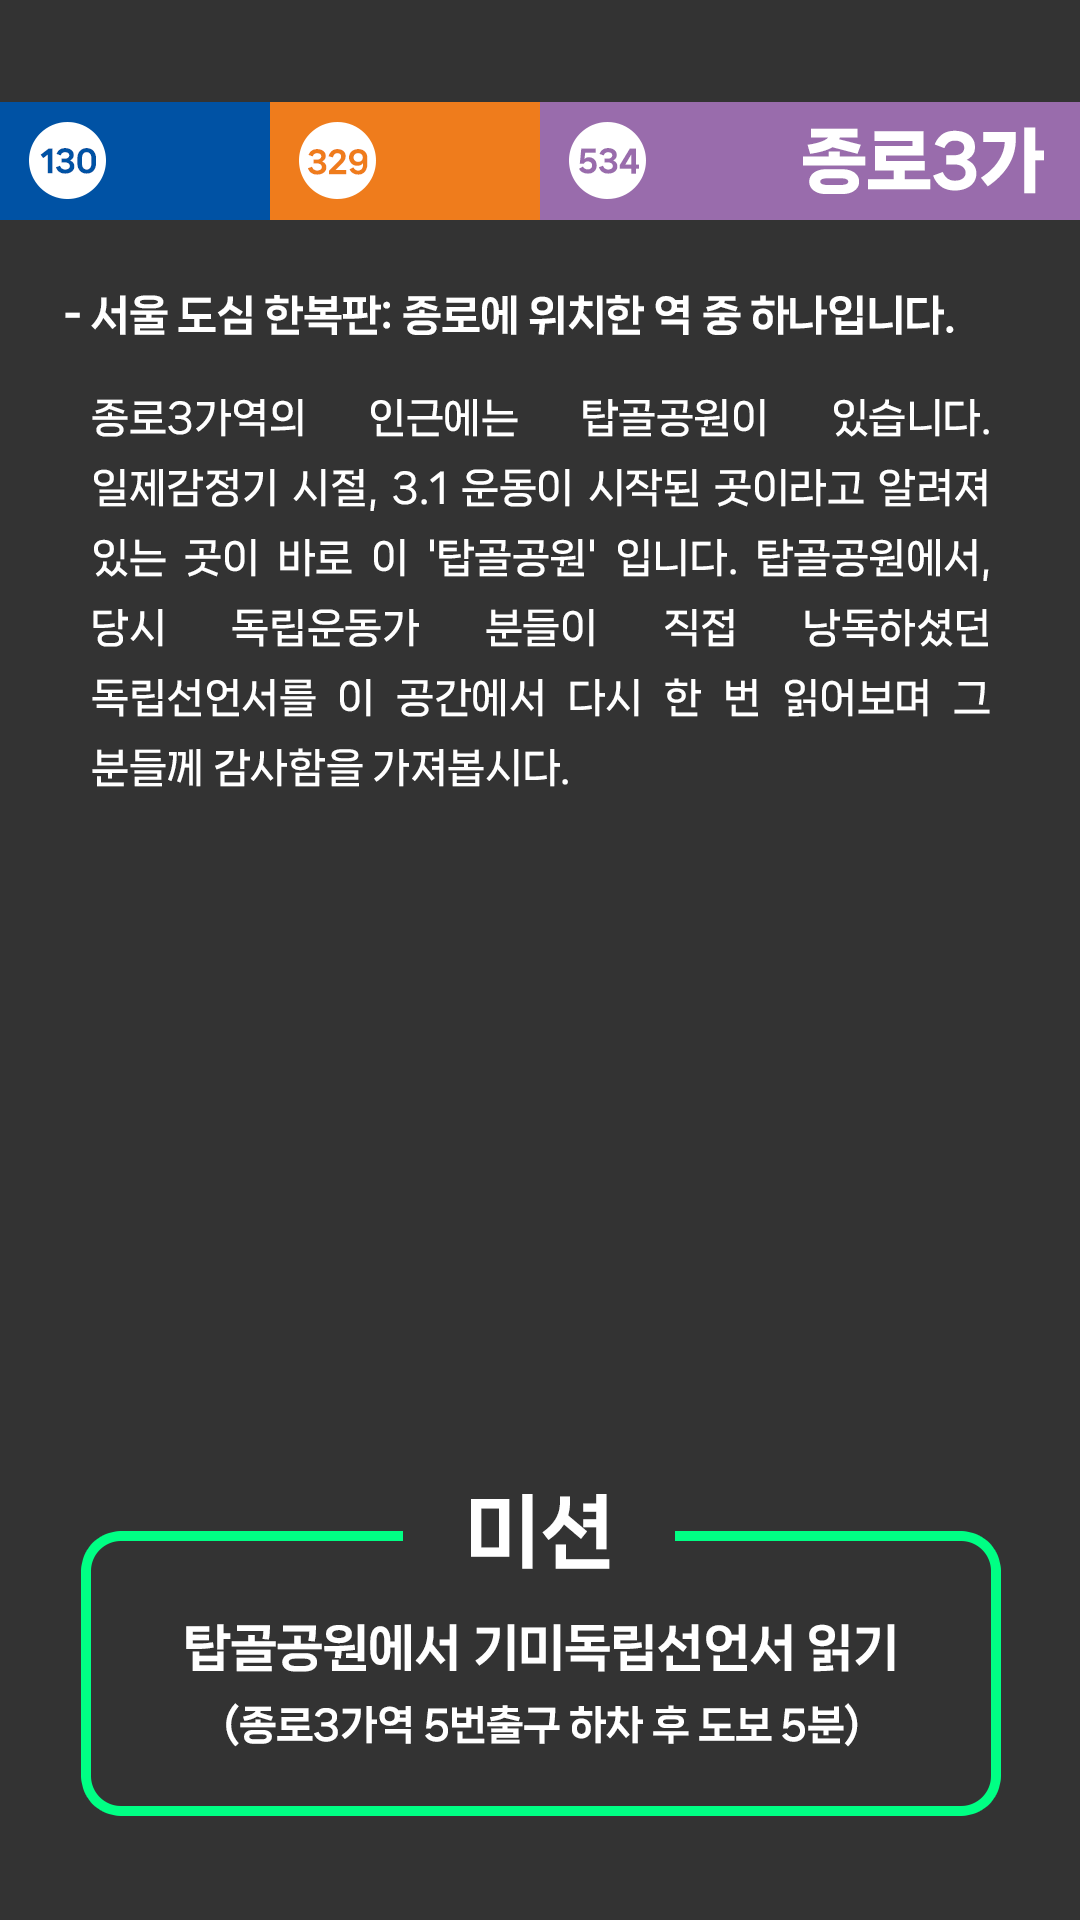 130 329 534 종로3가
- 서울 도심 한복판: 종로에 위치한 역 중 하나입니다.
종로3가역의 인근에는 탑골공원이 있습니다.
일제감정기 시절, 3.1 운동이 시작된 곳이라고 알려져
있는 곳이 바로 이 '탑골공원' 입니다. 탑골공원에서,
당시 독립운동가 분들이 직접 낭독하셨던
독립선언서를 이 공간에서 다시 한 번 읽어보며 그
분들께 감사함을 가져봅시다.
미션
탑골공원에서 기미독립선언서 읽기
(종로3가역 5번출구 하차 후 도보 5분)